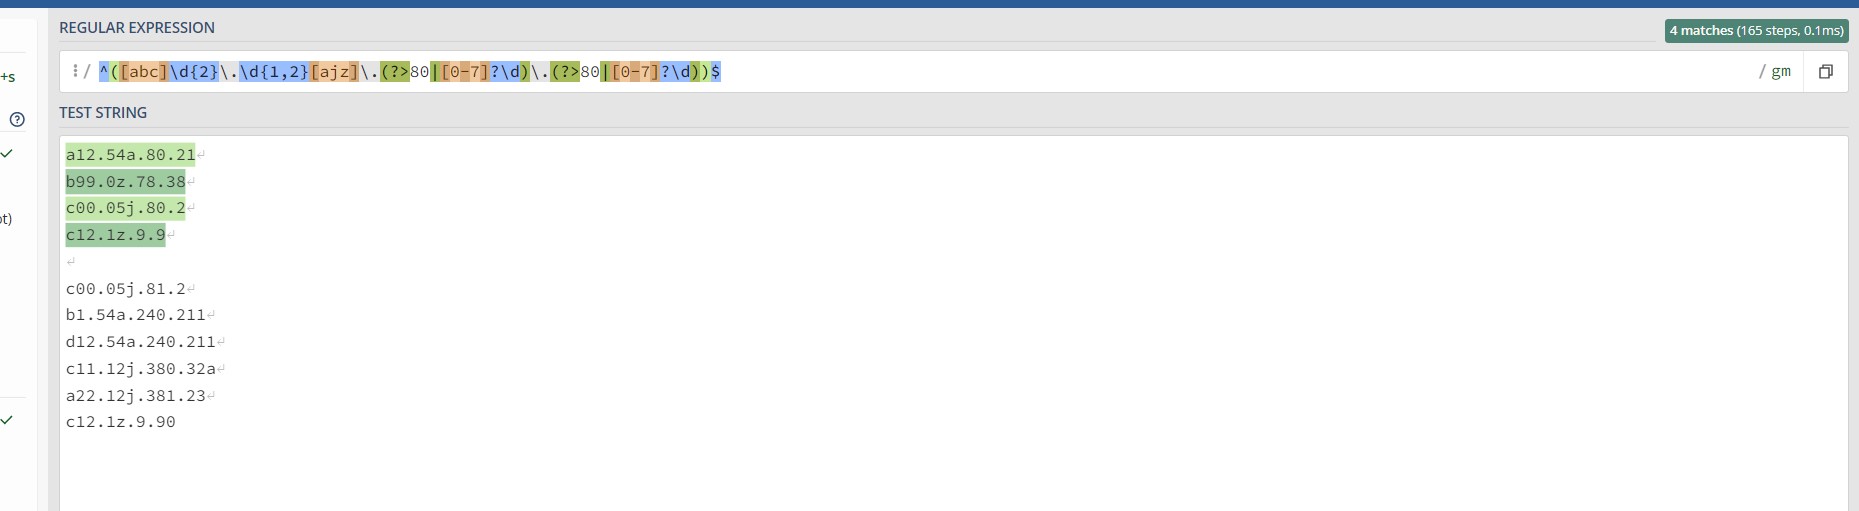 REGULAR EXPRESSION
4 matches (165 steps, 0.1ms)
+s
/ ^([abc]\d{2}\.\d{1,2}[ajz]\.(?>80|[0-7]?\d)\.(?>80|[0-7]?\d))$ / gm
TEST STRING
a12.54a.80.21
b99.0z.78.38
c00.05j.80.2
ot)
c12.1z.9.9
c00.05j.81.2
b1.54a.240.211
d12.54a.240.211
c11.12j.380.32a
a22.12j.381.23
c12.1z.9.90